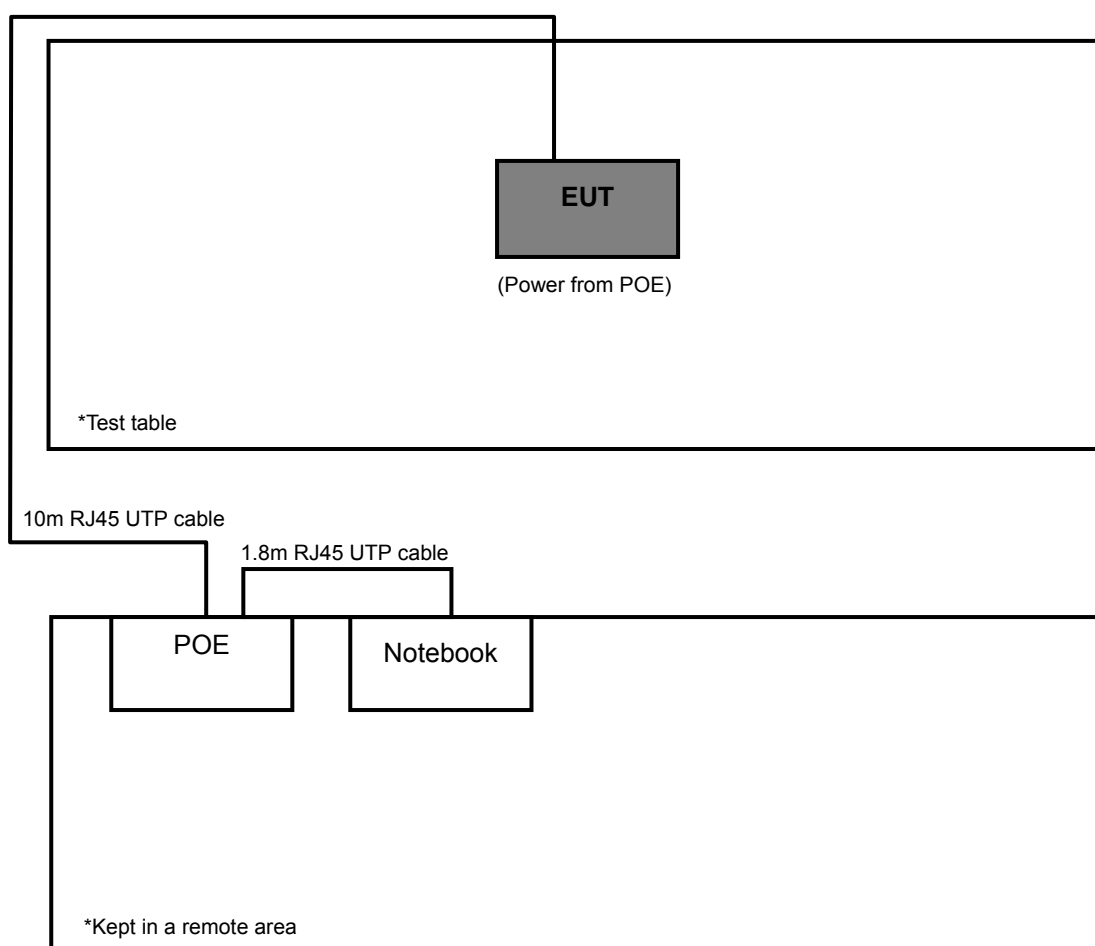 EUT
(Power from POE)
*Test table
10m RJ45 UTP cable
1.8m RJ45 UTP cable
POE
Notebook
*Kept in a remote area